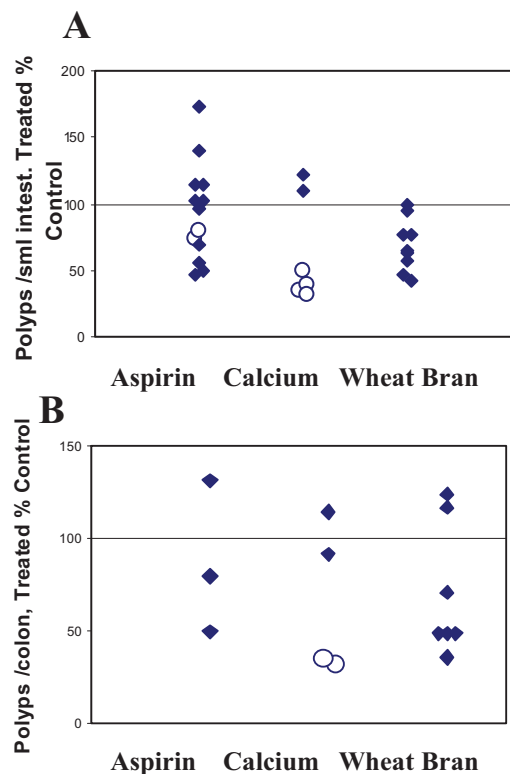 A
Polyps /sml intest. Treated %
Control
200
150
100
50
0
Aspirin Calcium Wheat Bran
B
Polyps /colon, Treated % Control
150
100
50
0
Aspirin Calcium Wheat Bran